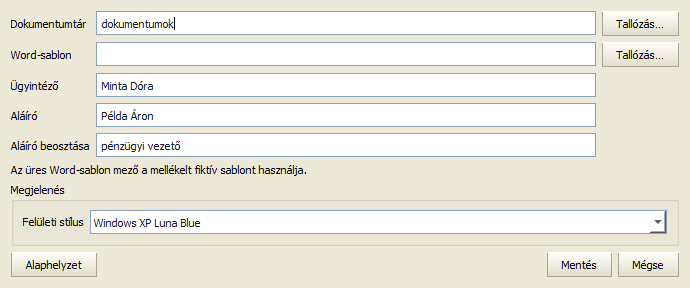 Dokumentumtár dokumentumok Tallózás...
Word-sablon Tallózás...
Ügyintéző Minta Dóra
Aláíró Példa Áron
Aláíró beosztása pénzügyi vezető
Az üres Word-sablon mező a mellékelt fiktív sablont használja.
Megjelenés
Felületi stílus Windows XP Luna Blue
Alaphelyzet Mentés Mégse